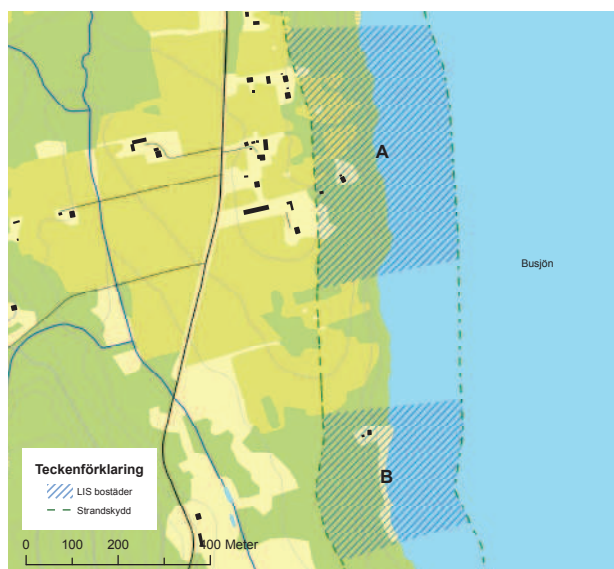 A
Busjön
B
Teckenförklaring
LIS bostäder
Strandskydd
0 100 200 400 Meter